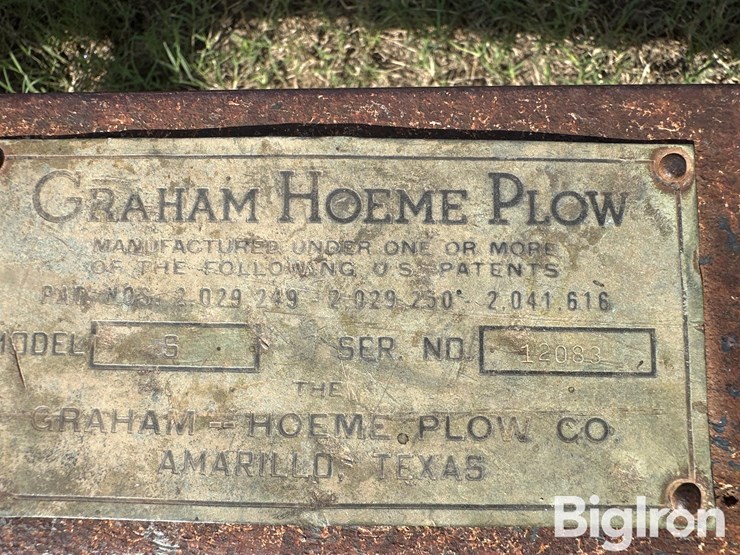 GRAHAM HOEME PLOW
MANUFACTURED UNDER ONE OR MORE
OF THE FOLLOWING U.S. PATENTS
PAT. NOS. 2.029 249 - 2.029.250 - 2.041.616
MODEL S SER. NO. 12083
THE
GRAHAM - HOEME PLOW CO.
AMARILLO, TEXAS
BigIron